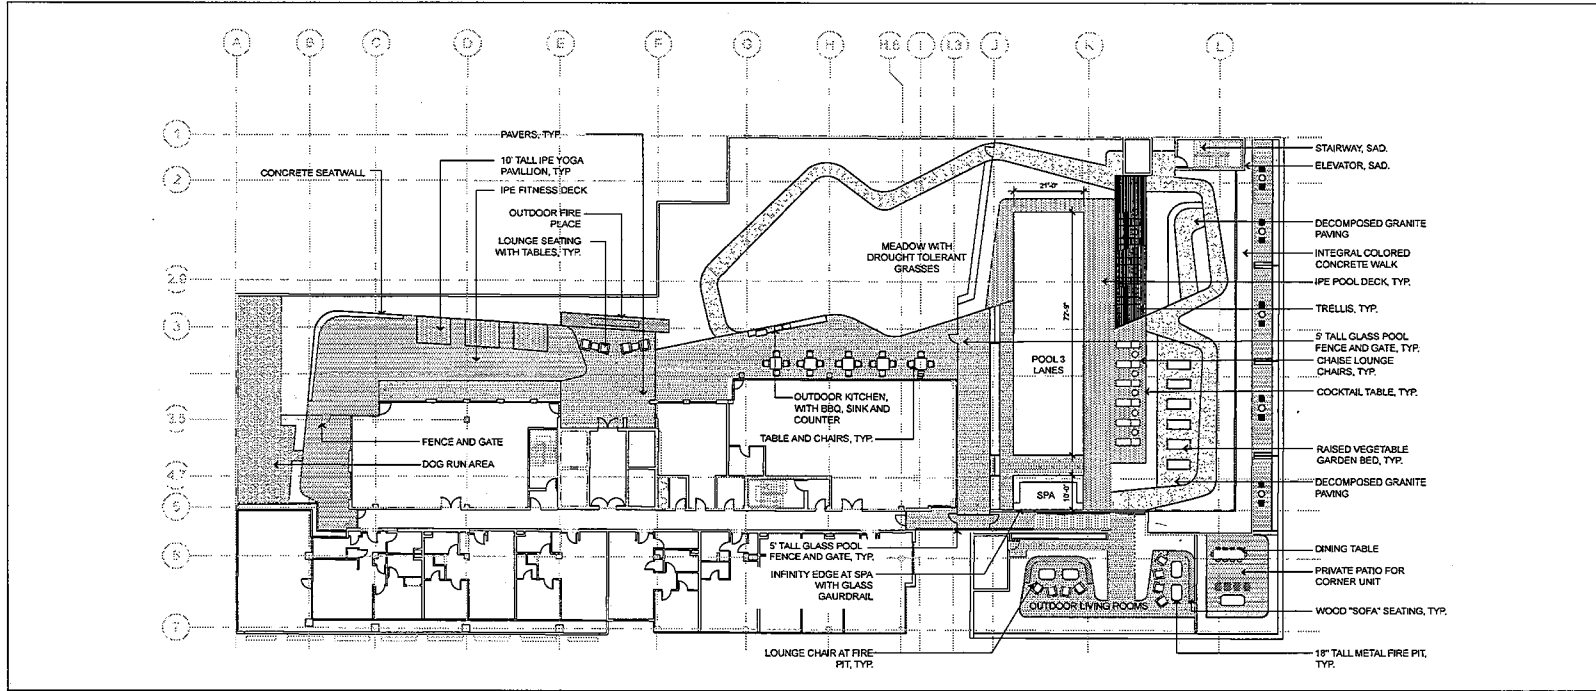 A B C D E F G H H.8 I I.3 J K L
1
PAVERS, TYP.
STAIRWAY, SAD.
10' TALL IPE YOGA
PAVILLION, TYP
ELEVATOR, SAD.
CONCRETE SEATWALL
2
IPE FITNESS DECK
21'-0"
OUTDOOR FIRE
PLACE
DECOMPOSED GRANITE
PAVING
LOUNGE SEATING
WITH TABLES, TYP.
MEADOW WITH
DROUGHT TOLERANT
GRASSES
INTEGRAL COLORED
CONCRETE WALK
2.9
IPE POOL DECK, TYP.
TRELLIS, TYP.
3
72'-9"
5' TALL GLASS POOL
FENCE AND GATE, TYP.
POOL 3
LANES
CHAISE LOUNGE
CHAIRS, TYP.
COCKTAIL TABLE, TYP.
OUTDOOR KITCHEN,
WITH BBQ, SINK AND
COUNTER
3.5
FENCE AND GATE
TABLE AND CHAIRS, TYP.
RAISED VEGETABLE
GARDEN BED, TYP.
DOG RUN AREA
4.7
DECOMPOSED GRANITE
PAVING
SPA
10'-0"
5
5' TALL GLASS POOL
FENCE AND GATE, TYP.
DINING TABLE
6
INFINITY EDGE AT SPA
WITH GLASS
GAURDRAIL
PRIVATE PATIO FOR
CORNER UNIT
OUTDOOR LIVING ROOMS
WOOD "SOFA" SEATING, TYP.
7
LOUNGE CHAIR AT FIRE
PIT, TYP.
18" TALL METAL FIRE PIT,
TYP.